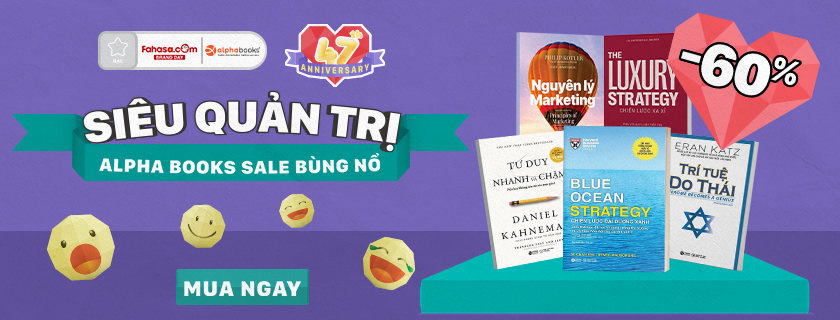 Fahasa.com
BRAND DAY
alphabooks
47th
ANNIVERSARY
SIÊU QUẢN TRỊ
ALPHA BOOKS SALE BÙNG NỔ
MUA NGAY
-60%
PHILIP KOTLER
Nguyên lý
Marketing
Principles of
Marketing
THE
LUXURY
STRATEGY
CHIẾN LƯỢC XA XỈ
TƯ DUY
NHANH VÀ CHẬM
DANIEL
KAHNEMA
BLUE
OCEAN
STRATEGY
CHIẾN LƯỢC ĐẠI DƯƠNG XANH
ERAN KATZ
TRÍ TUỆ
DO THÁI